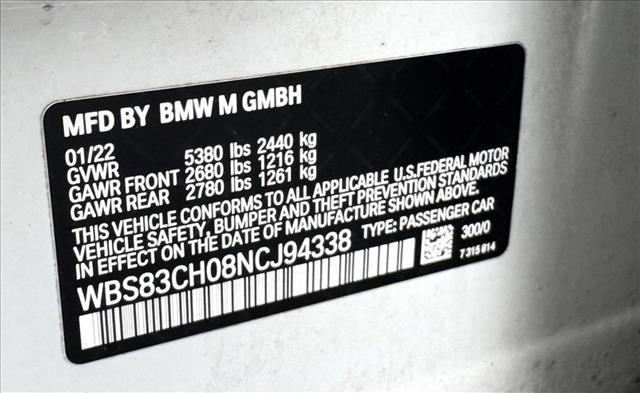 MFD BY BMW M GMBH
01/22
GVWR 5380 lbs 2440 kg
GAWR FRONT 2680 lbs 1216 kg
GAWR REAR 2780 lbs 1261 kg
THIS VEHICLE CONFORMS TO ALL APPLICABLE U.S.FEDERAL MOTOR
VEHICLE SAFETY, BUMPER AND THEFT PREVENTION STANDARDS
IN EFFECT ON THE DATE OF MANUFACTURE SHOWN ABOVE.
WBS83CH08NCJ94338 TYPE: PASSENGER CAR
300/0
7 315 814